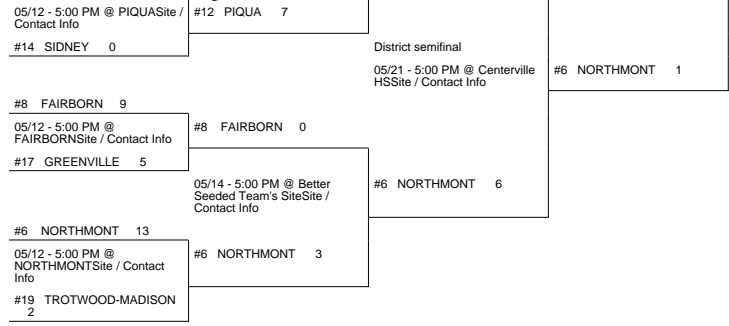 05/12 - 5:00 PM @ PIQUASite /
Contact Info
#12 PIQUA 7
#14 SIDNEY 0
District semifinal
05/21 - 5:00 PM @ Centerville
HSSite / Contact Info
#6 NORTHMONT 1
#8 FAIRBORN 9
05/12 - 5:00 PM @
FAIRBORNSite / Contact Info
#8 FAIRBORN 0
#17 GREENVILLE 5
05/14 - 5:00 PM @ Better
Seeded Team's SiteSite /
Contact Info
#6 NORTHMONT 6
#6 NORTHMONT 13
05/12 - 5:00 PM @
NORTHMONTSite / Contact
Info
#6 NORTHMONT 3
#19 TROTWOOD-MADISON
2